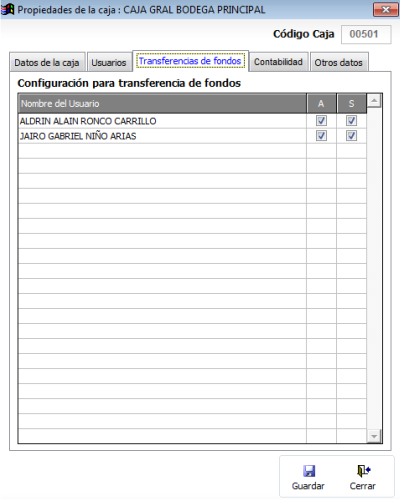 Propiedades de la caja : CAJA GRAL BODEGA PRINCIPAL
Código Caja 00501
Datos de la caja Usuarios Transferencias de fondos Contabilidad Otros datos
Configuración para transferencia de fondos
Nombre del Usuario A S
ALDRIN ALAIN RONCO CARRILLO
JAIRO GABRIEL NIÑO ARIAS
Guardar Cerrar